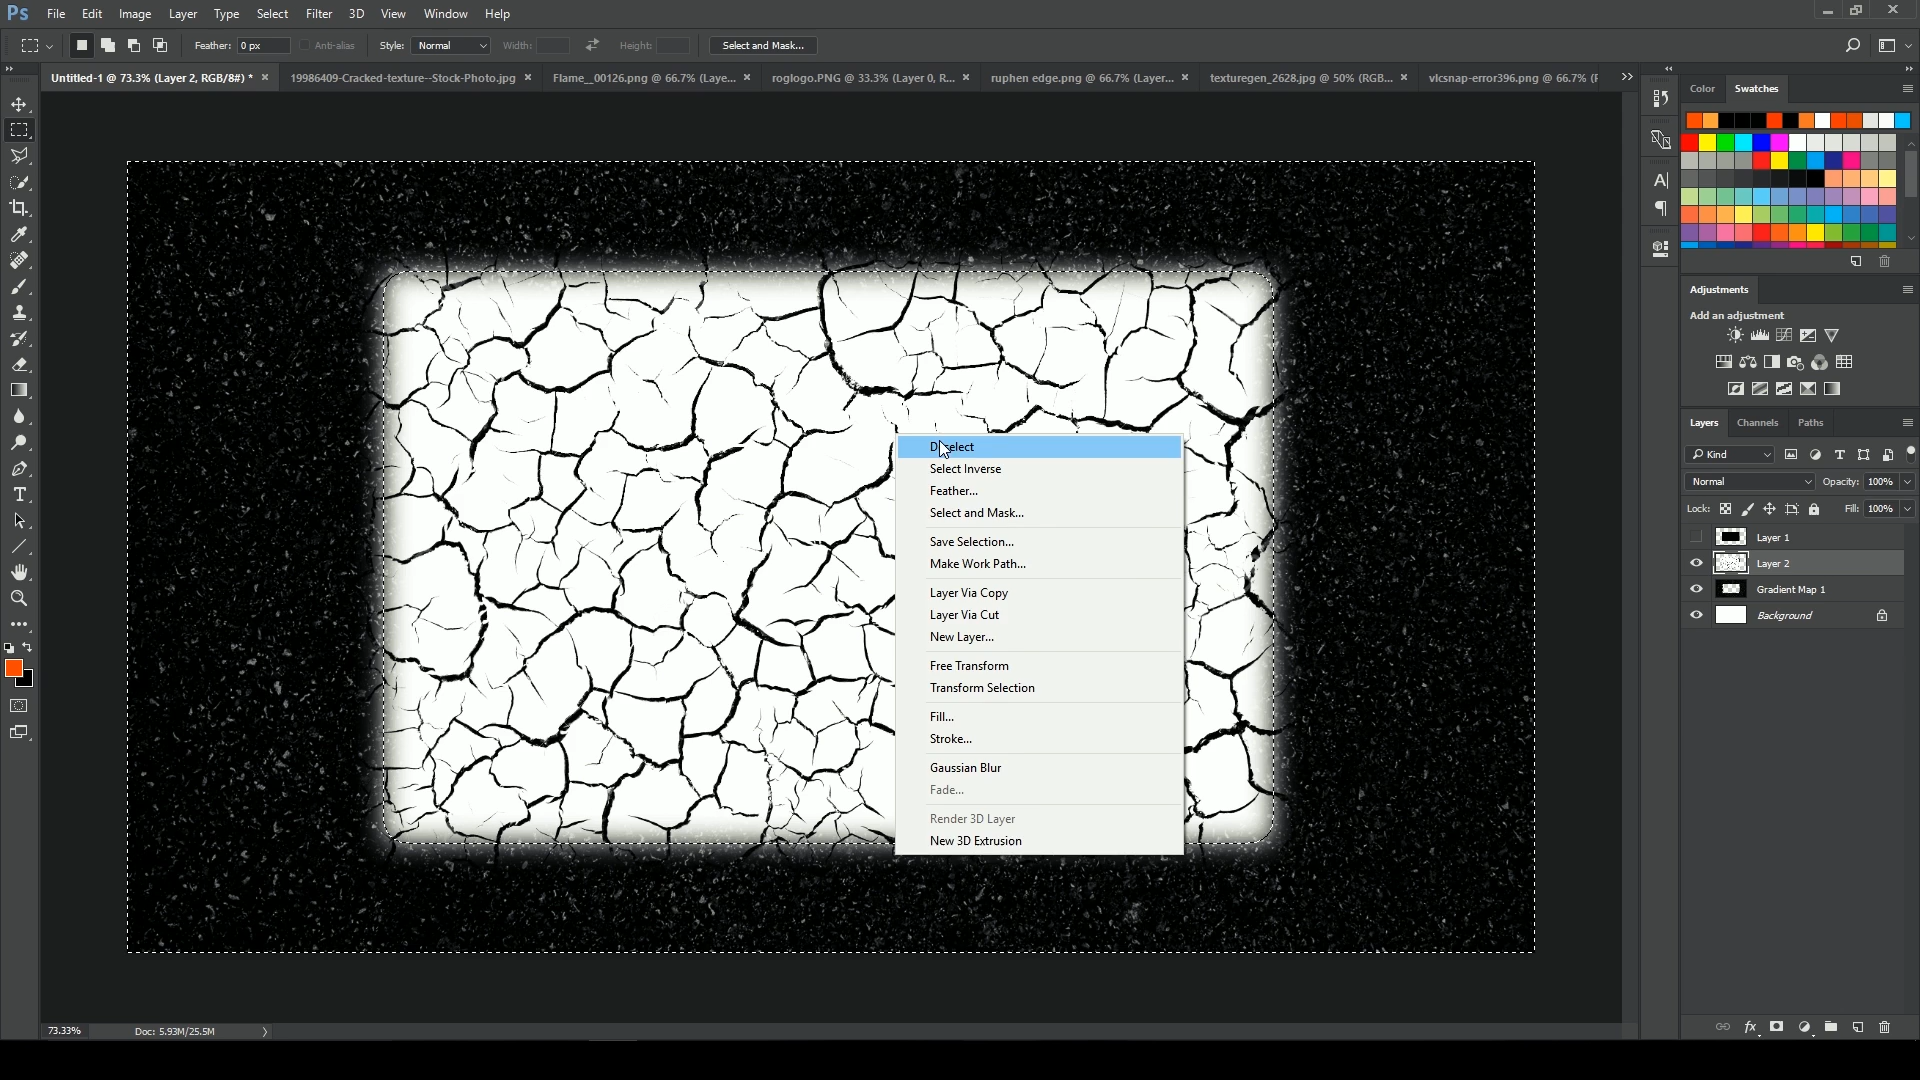 Ps File Edit Image Layer Type Select Filter 3D View Window Help
Feather: 0 px Anti-alias Style: Normal Width: Height: Select and Mask...
Untitled-1 @ 73.3% (Layer 2, RGB/8#) * 19986409-Cracked-texture--Stock-Photo.jpg Flame__00126.png @ 66.7% (Laye... roglogo.PNG @ 33.3% (Layer 0, R... ruphen edge.png @ 66.7% (Layer... texturegen_2628.jpg @ 50% (RGB... vlcsnap-error396.png @ 66.7% (
Color Swatches
Adjustments
Add an adjustment
Layers Channels Paths
Kind
Normal Opacity: 100%
Lock: Fill: 100%
Layer 1
Layer 2
Gradient Map 1
Background
Deselect
Select Inverse
Feather...
Select and Mask...
Save Selection...
Make Work Path...
Layer Via Copy
Layer Via Cut
New Layer...
Free Transform
Transform Selection
Fill...
Stroke...
Gaussian Blur
Fade...
Render 3D Layer
New 3D Extrusion
73.33% Doc: 5.93M/25.5M